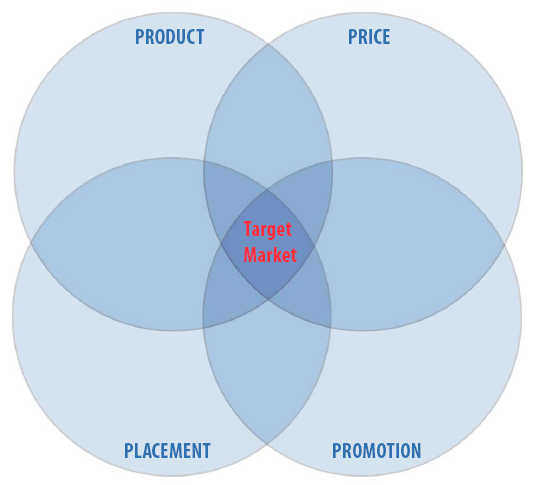 PRODUCT
PRICE
Target
Market
PLACEMENT
PROMOTION